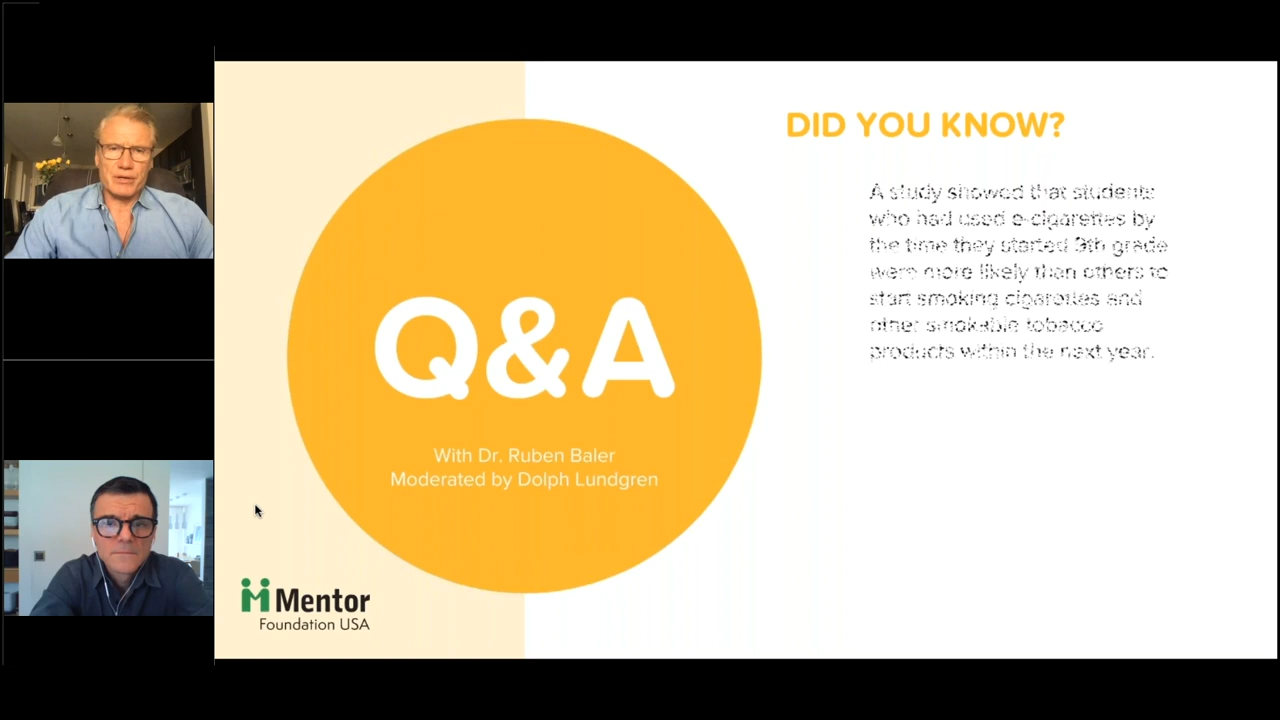 DID YOU KNOW?
A study showed that students
who had used e-cigarettes by
the time they started 9th grade
were more likely than others to
start smoking cigarettes and
other smokable tobacco
products within the next year.
Q&A
With Dr. Ruben Baler
Moderated by Dolph Lundgren
Mentor
Foundation USA